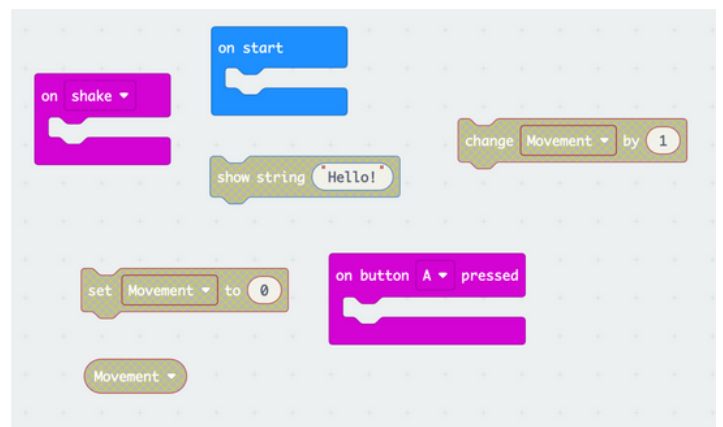 on start
on shake
change Movement by 1
show string "Hello!"
on button A pressed
set Movement to 0
Movement